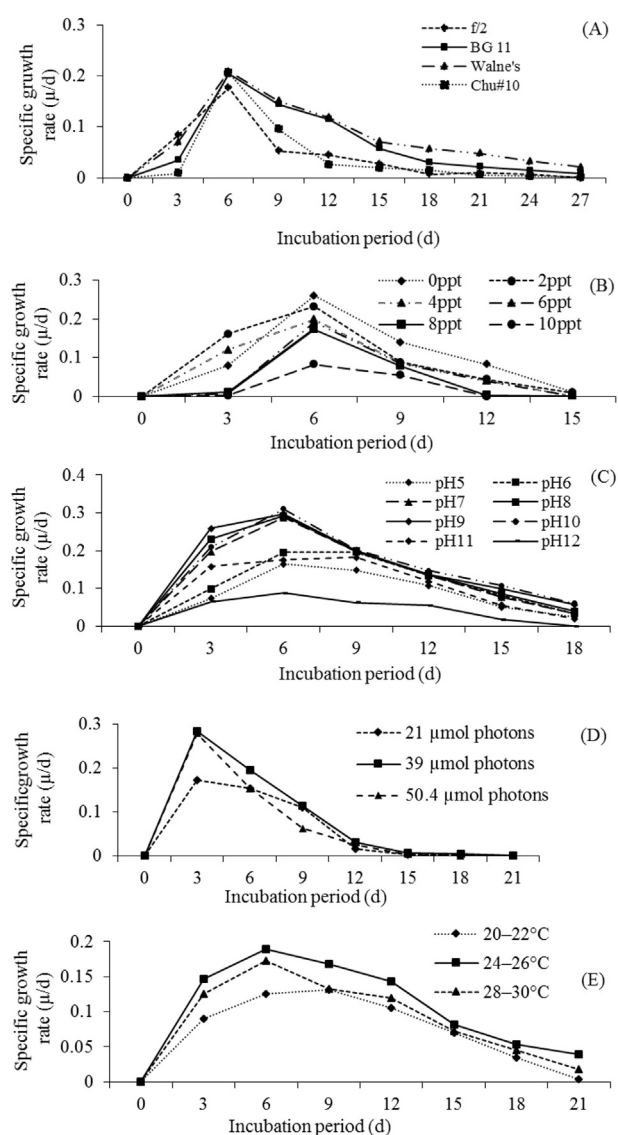 (A)
0.3
0.2
0.1
0
Specific gruwth
rate (µ/d)
f/2
BG 11
Walne's
Chu#10
0 3 6 9 12 15 18 21 24 27
Incubation period (d)
(B)
0.3
0.2
0.1
0
Specific growth
rate (µ/d)
0ppt 2ppt
4ppt 6ppt
8ppt 10ppt
0 3 6 9 12 15
Incubation period (d)
(C)
0.4
0.3
0.2
0.1
0
Specific growth
rate (µ/d)
pH5 pH6
pH7 pH8
pH9 pH10
pH11 pH12
0 3 6 9 12 15 18
Incubation period (d)
(D)
0.3
0.2
0.1
0
Specificgrowth
rate (µ/d)
21 µmol photons
39 µmol photons
50.4 µmol photons
0 3 6 9 12 15 18 21
Incubation period (d)
(E)
0.2
0.15
0.1
0.05
0
Specific growth
rate (µ/d)
20–22°C
24–26°C
28–30°C
0 3 6 9 12 15 18 21
Incubation period (d)